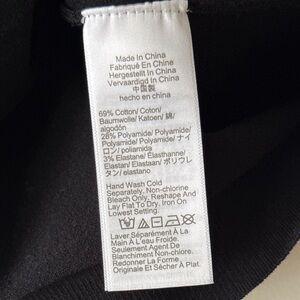 Made In China
Fabriqué En Chine
Hergestellt In China
Vervaardigd In China
中国製
hecho en china
69% Cotton/ Coton/
Baumwolle/ Katoen/ 綿/
algodón
28% Polyamide/ Polyamide/
Polyamide/ Polyamide/ ナイ
ロン/ poliamida
3% Elastane/ Elasthanne/
Elastan/ Elastaan/ ポリウレ
タン/ elastano
Hand Wash Cold
Separately. Non-chlorine
Bleach Only. Reshape And
Lay Flat To Dry. Iron On
Lowest Setting.
Laver Séparément À La
Main À L'eau Froide.
Seulement Agent De
Blanchiment Non-chlorine.
Redonner La Forme
Originale Et Sécher À Plat.